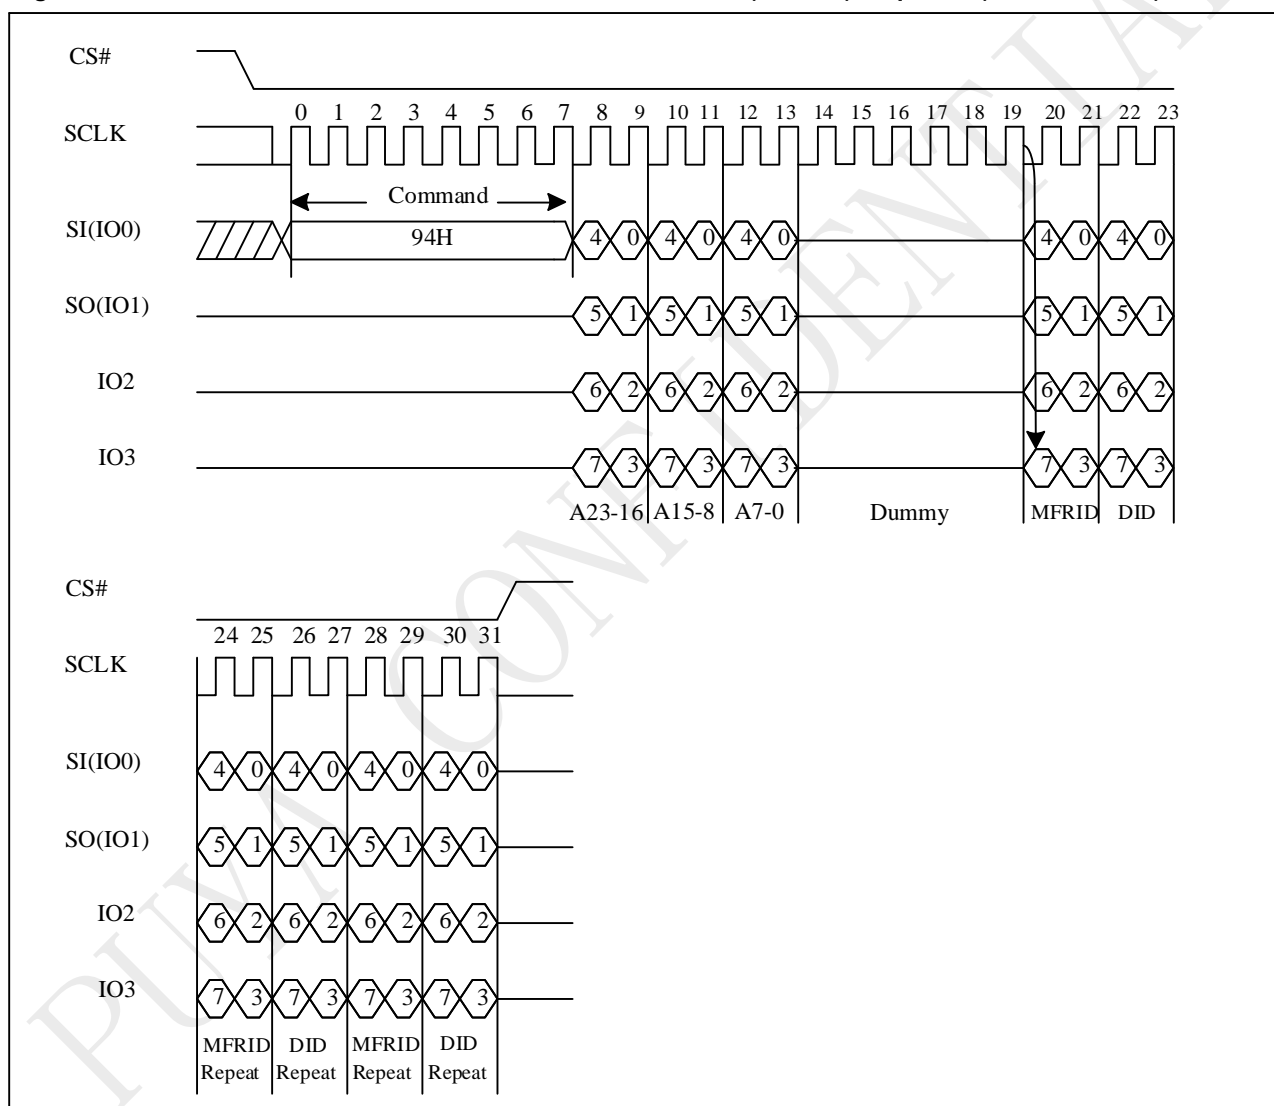 CS#
0 1 2 3 4 5 6 7 8 9 10 11 12 13 14 15 16 17 18 19 20 21 22 23
SCLK
Command
SI(IO0) 94H 4 0 4 0 4 0 4 0 4 0
SO(IO1) 5 1 5 1 5 1 5 1 5 1
IO2 6 2 6 2 6 2 6 2 6 2
IO3 7 3 7 3 7 3 7 3 7 3
A23-16 A15-8 A7-0 Dummy MFRID DID
CS#
24 25 26 27 28 29 30 31
SCLK
SI(IO0) 4 0 4 0 4 0 4 0
SO(IO1) 5 1 5 1 5 1 5 1
IO2 6 2 6 2 6 2 6 2
IO3 7 3 7 3 7 3 7 3
MFRID DID MFRID DID
Repeat Repeat Repeat Repeat
PUYA CONFIDENTIAL